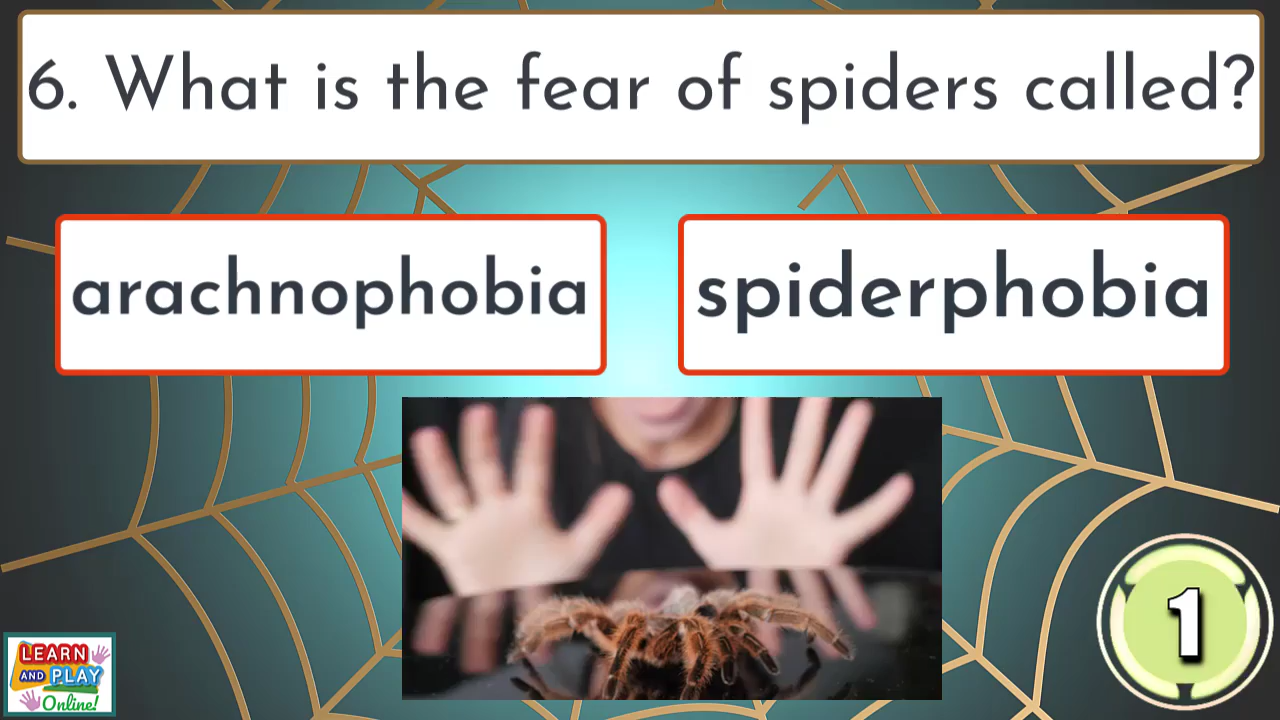 6. What is the fear of spiders called?
arachnophobia
spiderphobia
1
LEARN
AND PLAY
Online!